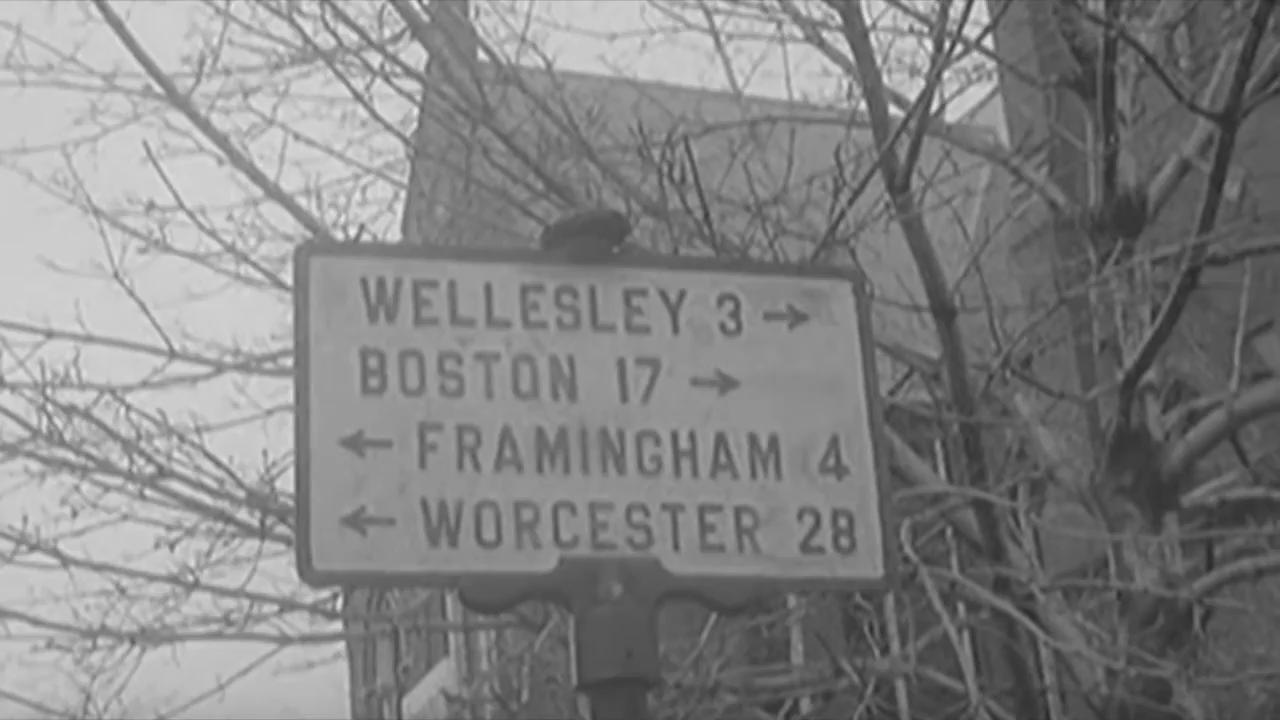 WELLESLEY 3 →
BOSTON 17 →
← FRAMINGHAM 4
← WORCESTER 28